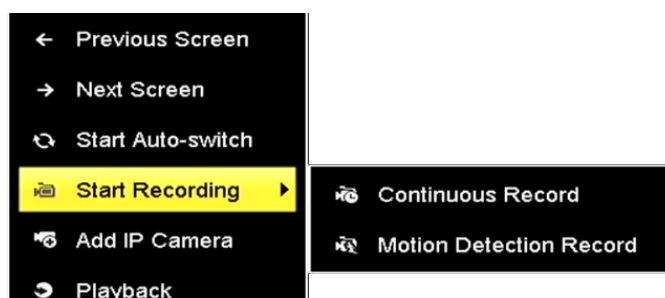 Previous Screen
Next Screen
Start Auto-switch
Start Recording
Continuous Record
Add IP Camera
Motion Detection Record
Playback